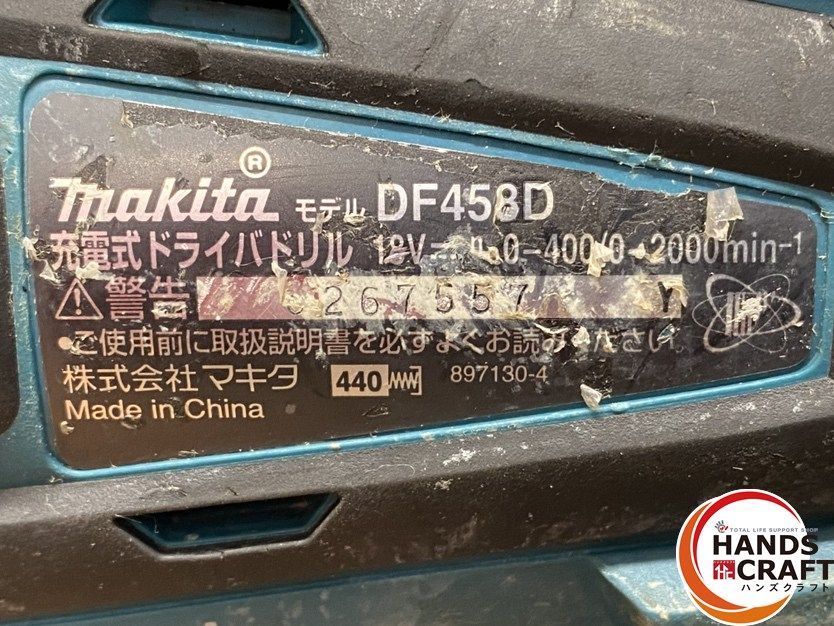 makita® モデル DF458D
充電式ドライバドリル 18V 0-400/0-2000min-1
警告 0267557 Y
•ご使用前に取扱説明書を必ずよくお読みください。
株式会社マキタ 440 897130-4
Made in China
TOTAL LIFE SUPPORT SHOP
HANDS
CRAFT
ハンズクラフト